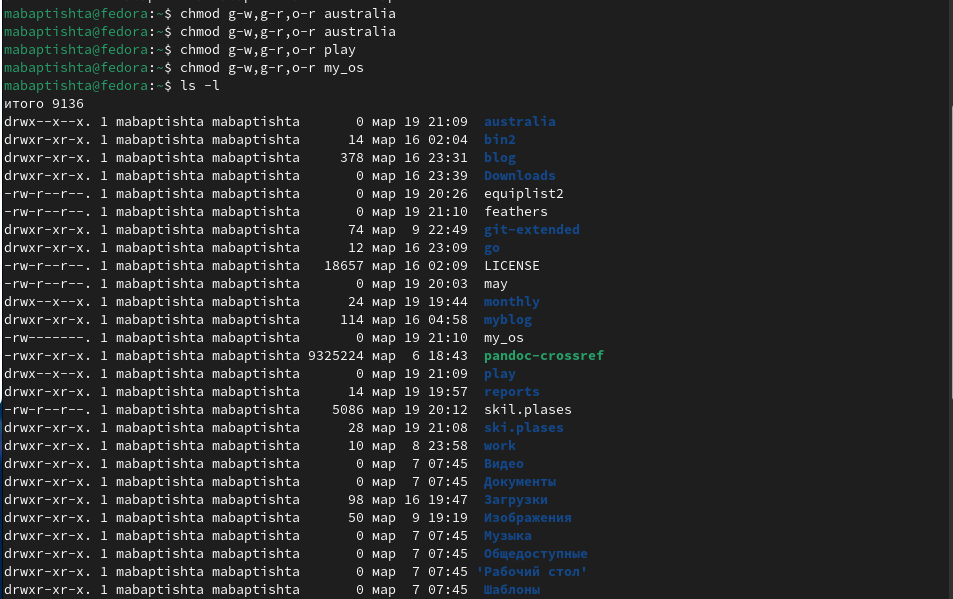 mabaptishta@fedora:~$ chmod g-w,g-r,o-r australia
mabaptishta@fedora:~$ chmod g-w,g-r,o-r australia
mabaptishta@fedora:~$ chmod g-w,g-r,o-r play
mabaptishta@fedora:~$ chmod g-w,g-r,o-r my_os
mabaptishta@fedora:~$ ls -l
итого 9136
drwx--x--x. 1 mabaptishta mabaptishta       0 мар 19 21:09  australia
drwxr-xr-x. 1 mabaptishta mabaptishta      14 мар 16 02:04  bin2
drwxr-xr-x. 1 mabaptishta mabaptishta     378 мар 16 23:31  blog
drwxr-xr-x. 1 mabaptishta mabaptishta       0 мар 16 23:39  Downloads
-rw-r--r--. 1 mabaptishta mabaptishta       0 мар 19 20:26  equiplist2
-rw-r--r--. 1 mabaptishta mabaptishta       0 мар 19 21:10  feathers
drwxr-xr-x. 1 mabaptishta mabaptishta      74 мар  9 22:49  git-extended
drwxr-xr-x. 1 mabaptishta mabaptishta      12 мар 16 23:09  go
-rw-r--r--. 1 mabaptishta mabaptishta   18657 мар 16 02:09  LICENSE
-rw-r--r--. 1 mabaptishta mabaptishta       0 мар 19 20:03  may
drwx--x--x. 1 mabaptishta mabaptishta      24 мар 19 19:44  monthly
drwxr-xr-x. 1 mabaptishta mabaptishta     114 мар 16 04:58  myblog
-rw-------. 1 mabaptishta mabaptishta       0 мар 19 21:10  my_os
-rwxr-xr-x. 1 mabaptishta mabaptishta 9325224 мар  6 18:43  pandoc-crossref
drwx--x--x. 1 mabaptishta mabaptishta       0 мар 19 21:09  play
drwxr-xr-x. 1 mabaptishta mabaptishta      14 мар 19 19:57  reports
-rw-r--r--. 1 mabaptishta mabaptishta    5086 мар 19 20:12  skil.plases
drwxr-xr-x. 1 mabaptishta mabaptishta      28 мар 19 21:08  ski.plases
drwxr-xr-x. 1 mabaptishta mabaptishta      10 мар  8 23:58  work
drwxr-xr-x. 1 mabaptishta mabaptishta       0 мар  7 07:45  Видео
drwxr-xr-x. 1 mabaptishta mabaptishta       0 мар  7 07:45  Документы
drwxr-xr-x. 1 mabaptishta mabaptishta      98 мар 16 19:47  Загрузки
drwxr-xr-x. 1 mabaptishta mabaptishta      50 мар  9 19:19  Изображения
drwxr-xr-x. 1 mabaptishta mabaptishta       0 мар  7 07:45  Музыка
drwxr-xr-x. 1 mabaptishta mabaptishta       0 мар  7 07:45  Общедоступные
drwxr-xr-x. 1 mabaptishta mabaptishta       0 мар  7 07:45 'Рабочий стол'
drwxr-xr-x. 1 mabaptishta mabaptishta       0 мар  7 07:45  Шаблоны